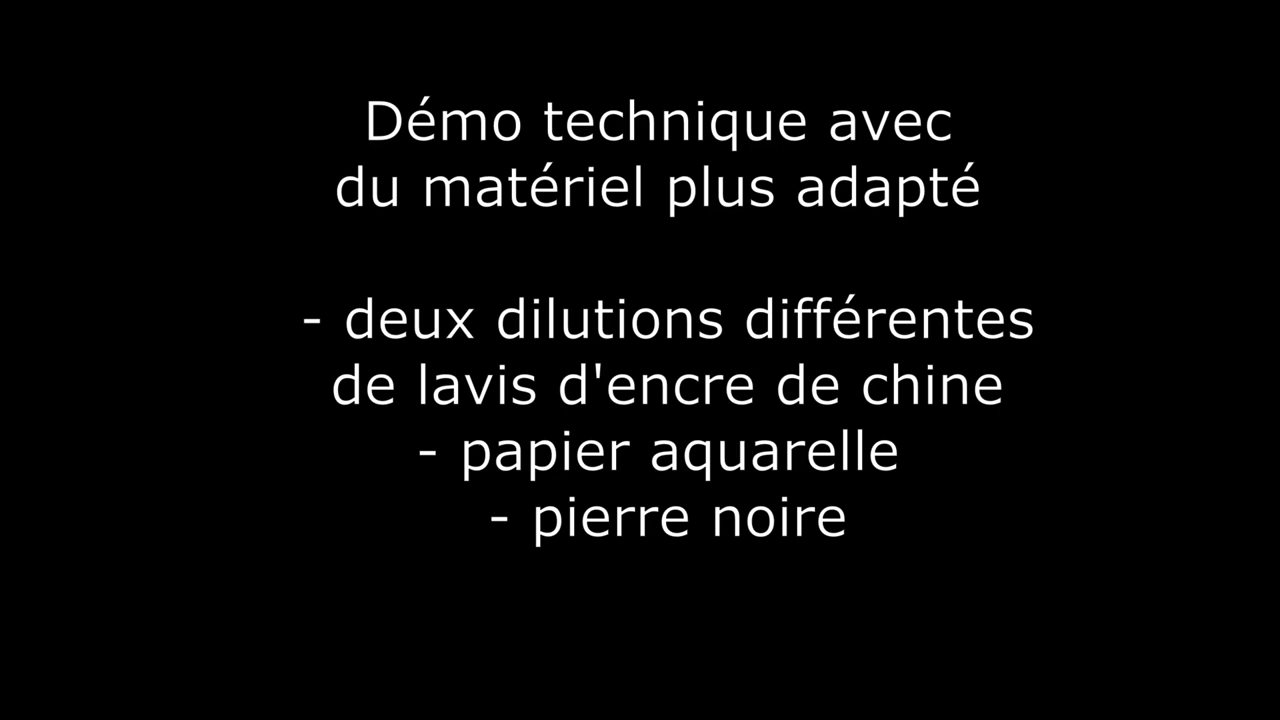 Démo technique avec
du matériel plus adapté
- deux dilutions différentes
de lavis d'encre de chine
- papier aquarelle
- pierre noire